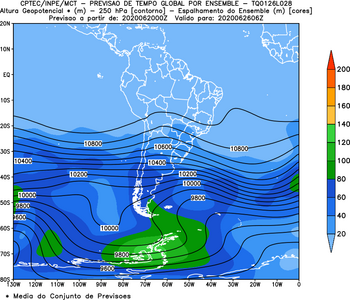 CPTEC/INPE/MCT - PREVISAO DE TEMPO GLOBAL POR ENSEMBLE - TQ0126L028
Altura Geopotencial * (m) - 250 hPa [contorno] - Espalhamento do Ensemble (m) [cores]
Previsao a partir de: 2020062000Z Valido para: 2020062606Z
20N
10N
EQ
10S
20S
30S
40S
50S
60S
70S
80S
130W 120W 110W 100W 90W 80W 70W 60W 50W 40W 30W 20W 10W 0
10800
10800
10600
10400
10400
10200
10200
10000
10000
9800
9800
9600
10000
9800
9600
200
180
160
140
120
100
80
60
40
20
* Media do Conjunto de Previsoes